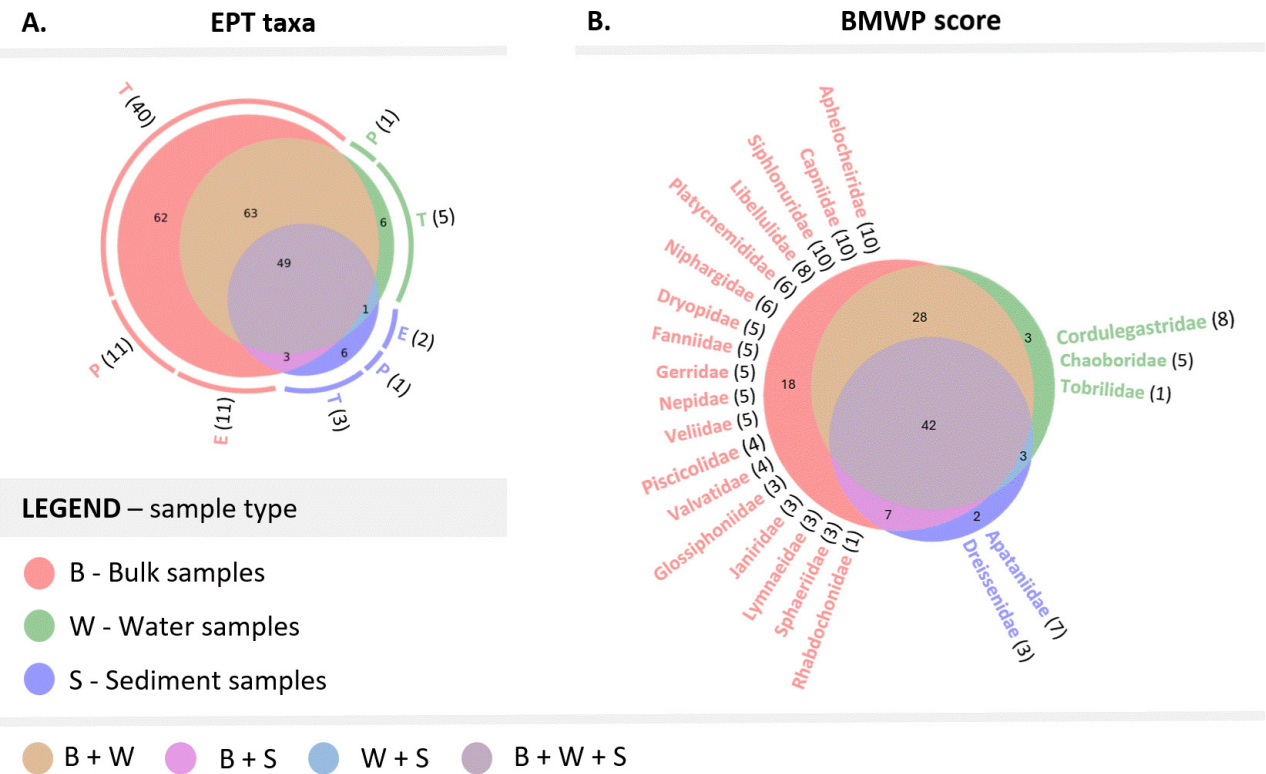 A. EPT taxa
T (40)
P (1)
T (5)
62
63
6
49
1
3
6
E (2)
P (1)
T (3)
P (11)
E (11)
LEGEND – sample type
B - Bulk samples
W - Water samples
S - Sediment samples
B. BMWP score
Aphelocheiridae (10)
Capniidae (10)
Siphlonuridae (10)
Libellulidae (8)
Platycnemididae (6)
Niphargidae (6)
Dryopidae (5)
Fanniidae (5)
Gerridae (5)
Nepidae (5)
Veliidae (5)
Piscicolidae (4)
Valvatidae (4)
Glossiphoniidae (3)
Janiridae (3)
Lymnaeidae (3)
Sphaeriidae (3)
Rhabdochonidae (1)
28
3
18
42
3
7
2
Cordulegastridae (8)
Chaoboridae (5)
Tobrilidae (1)
Apataniidae (7)
Dreissenidae (3)
B + W B + S W + S B + W + S